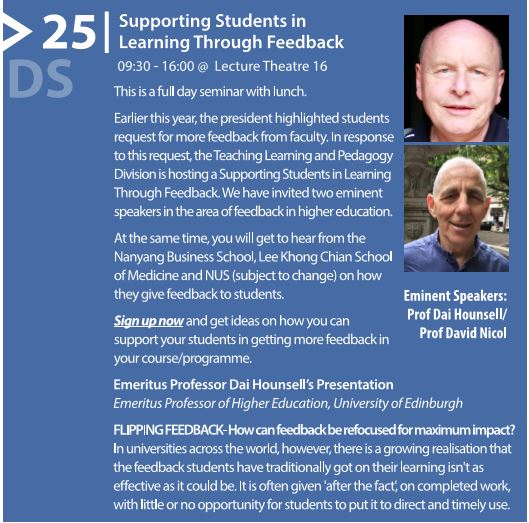 > 25
DS
Supporting Students in
Learning Through Feedback
09:30 - 16:00 @ Lecture Theatre 16
This is a full day seminar with lunch.
Earlier this year, the president highlighted students
request for more feedback from faculty. In response
to this request, the Teaching Learning and Pedagogy
Division is hosting a Supporting Students in Learning
Through Feedback. We have invited two eminent
speakers in the area of feedback in higher education.
At the same time, you will get to hear from the
Nanyang Business School, Lee Khong Chian School
of Medicine and NUS (subject to change) on how
they give feedback to students.
Sign up now and get ideas on how you can
support your students in getting more feedback in
your course/programme.
Eminent Speakers:
Prof Dai Hounsell/
Prof David Nicol
Emeritus Professor Dai Hounsell's Presentation
Emeritus Professor of Higher Education, University of Edinburgh
FLIPPING FEEDBACK- How can feedback be refocused for maximum impact?
In universities across the world, however, there is a growing realisation that
the feedback students have traditionally got on their learning isn't as
effective as it could be. It is often given 'after the fact', on completed work,
with little or no opportunity for students to put it to direct and timely use.